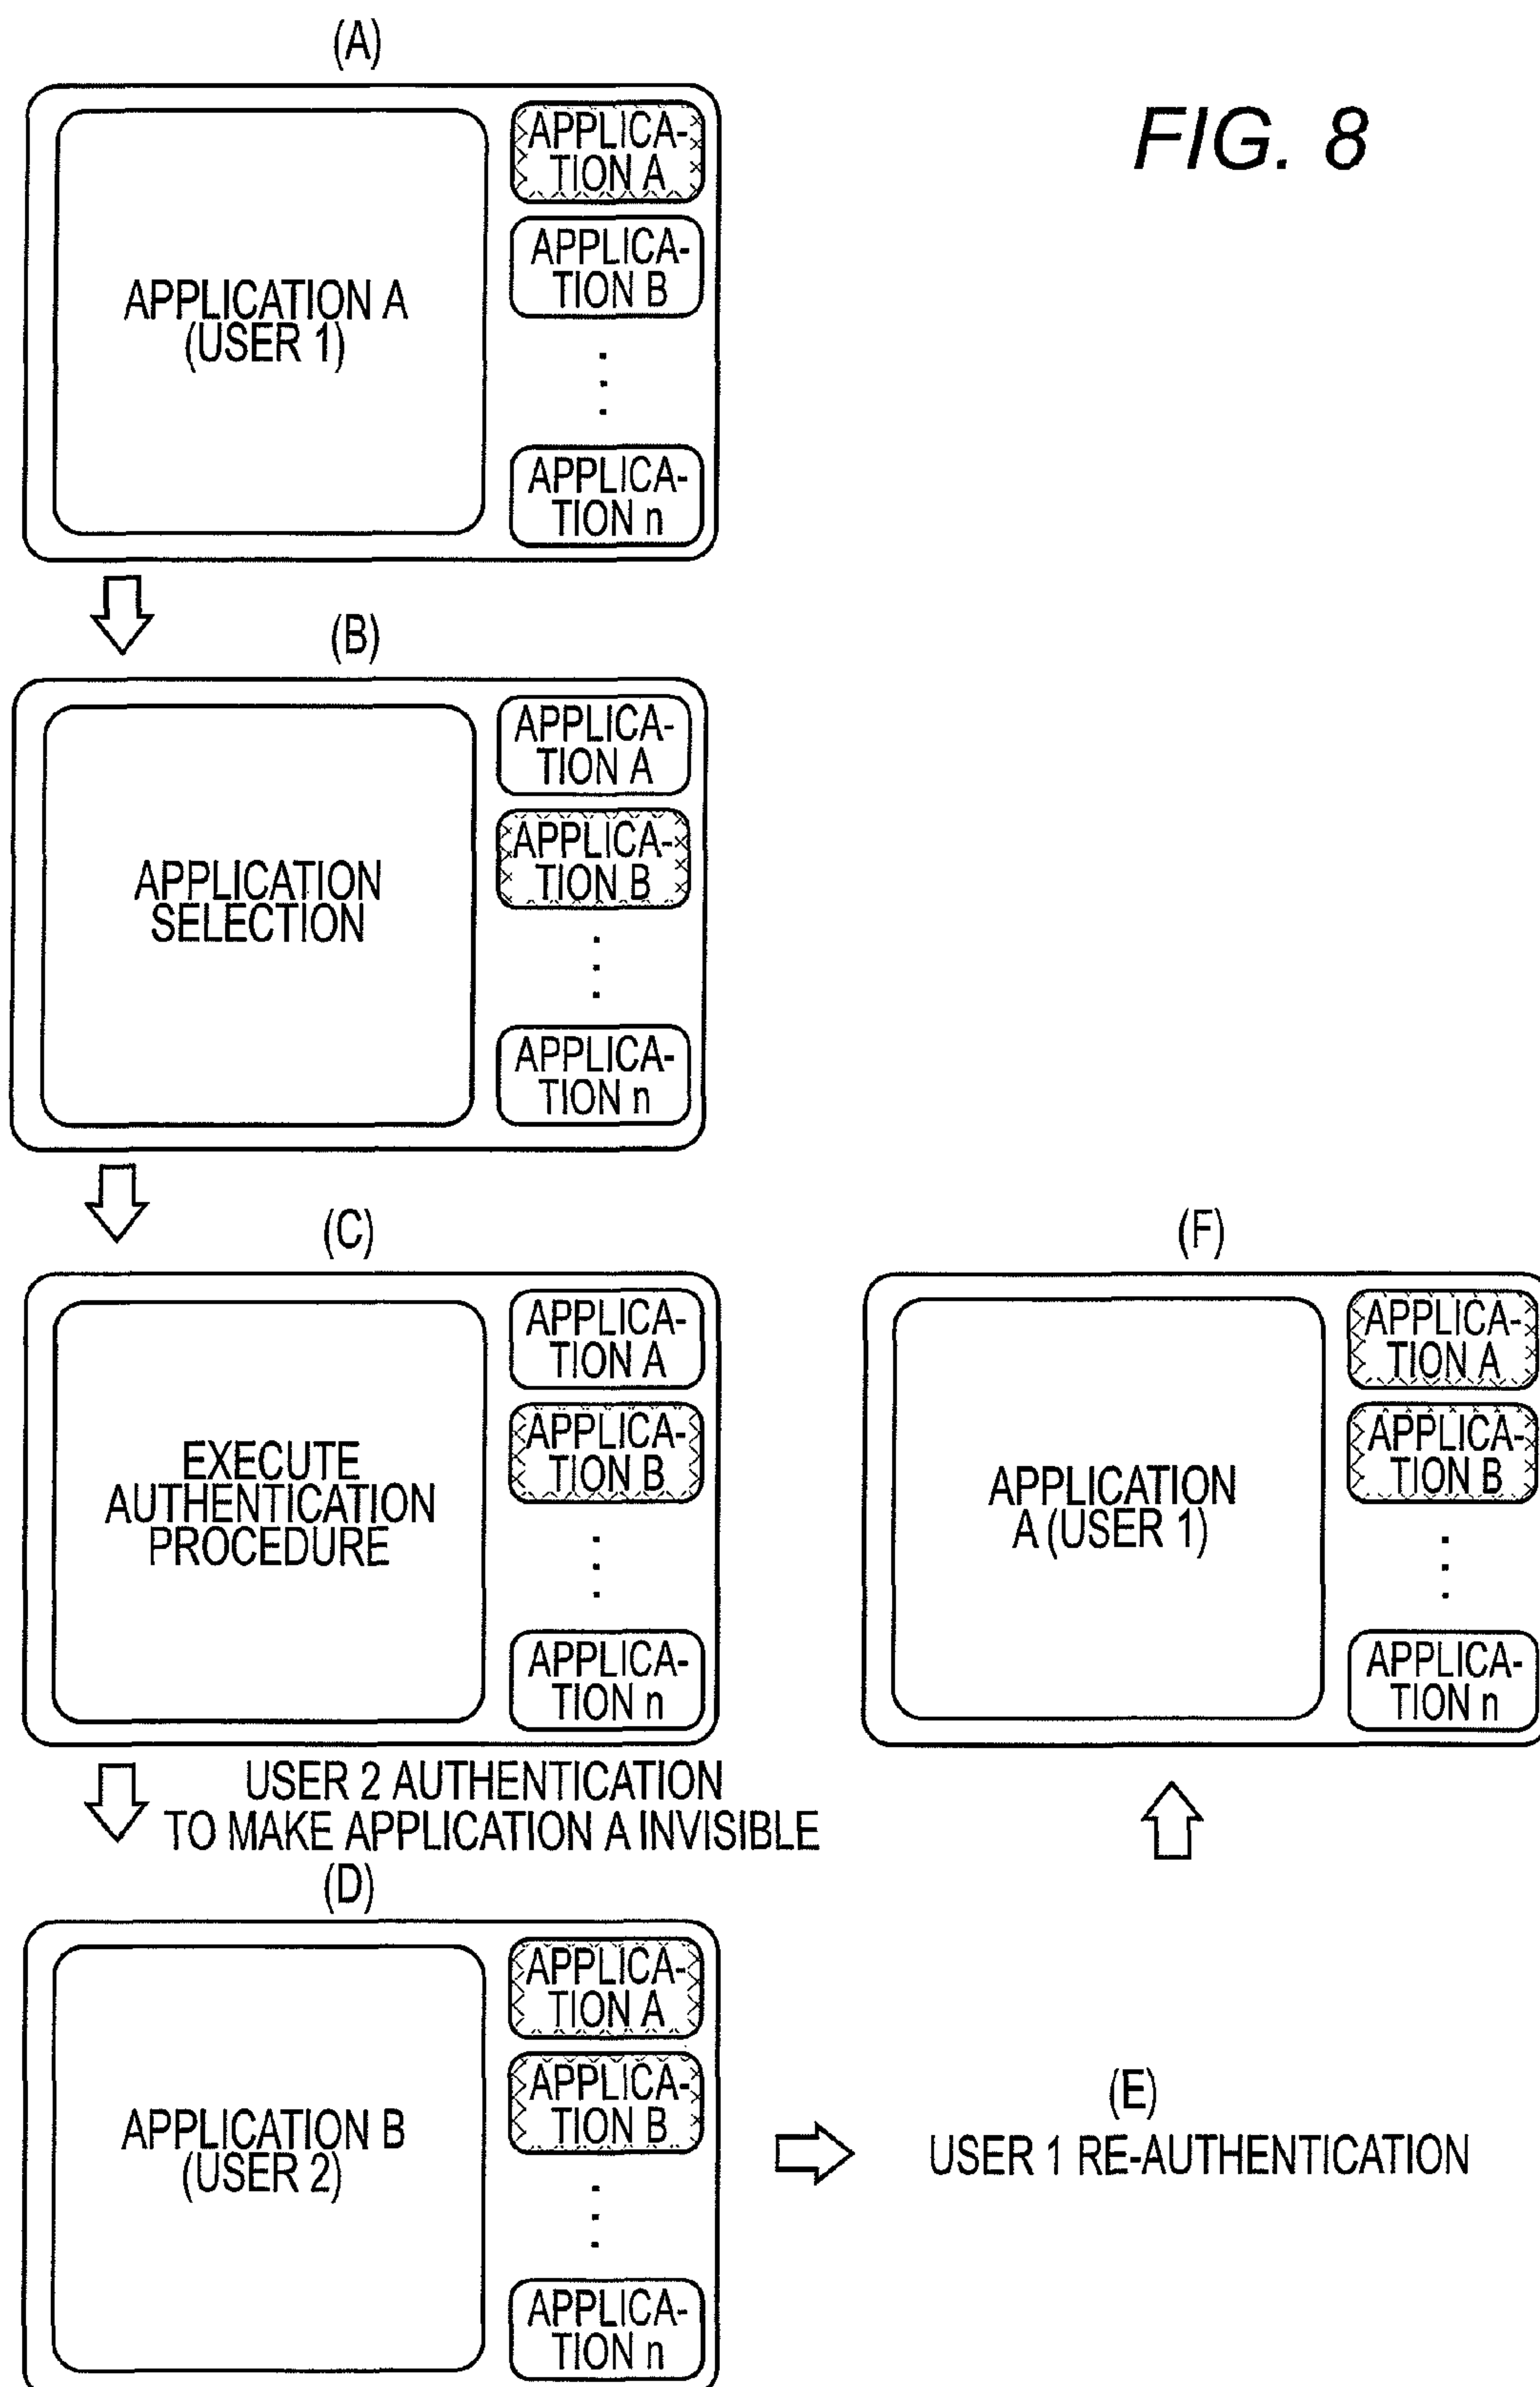 FIG. 8
(A)
APPLICATION A
(USER 1)
APPLICA-
TION A
APPLICA-
TION B
APPLICA-
TION n
(B)
APPLICATION
SELECTION
APPLICA-
TION A
APPLICA-
TION B
APPLICA-
TION n
(C)
EXECUTE
AUTHENTICATION
PROCEDURE
APPLICA-
TION A
APPLICA-
TION B
APPLICA-
TION n
USER 2 AUTHENTICATION
TO MAKE APPLICATION A INVISIBLE
(D)
APPLICATION B
(USER 2)
APPLICA-
TION A
APPLICA-
TION B
APPLICA-
TION n
(E)
USER 1 RE-AUTHENTICATION
(F)
APPLICATION
A (USER 1)
APPLICA-
TION A
APPLICA-
TION B
APPLICA-
TION n